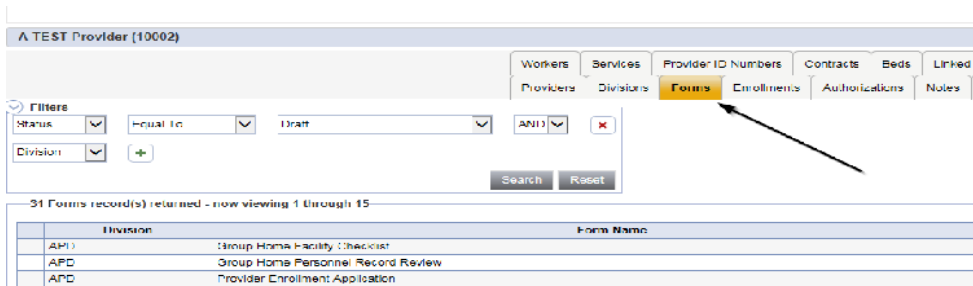 A TEST Provider (10002)
Workers Services Provider ID Numbers Contracts Beds Linked
Providers Divisions Forms Enrollments Authorizations Notes
Filters
Status Equal To Draft AND
Division
Search Reset
31 Forms record(s) returned - now viewing 1 through 15
Division Form Name
APD Group Home Facility Checklist
APD Group Home Personnel Record Review
APD Provider Enrollment Application